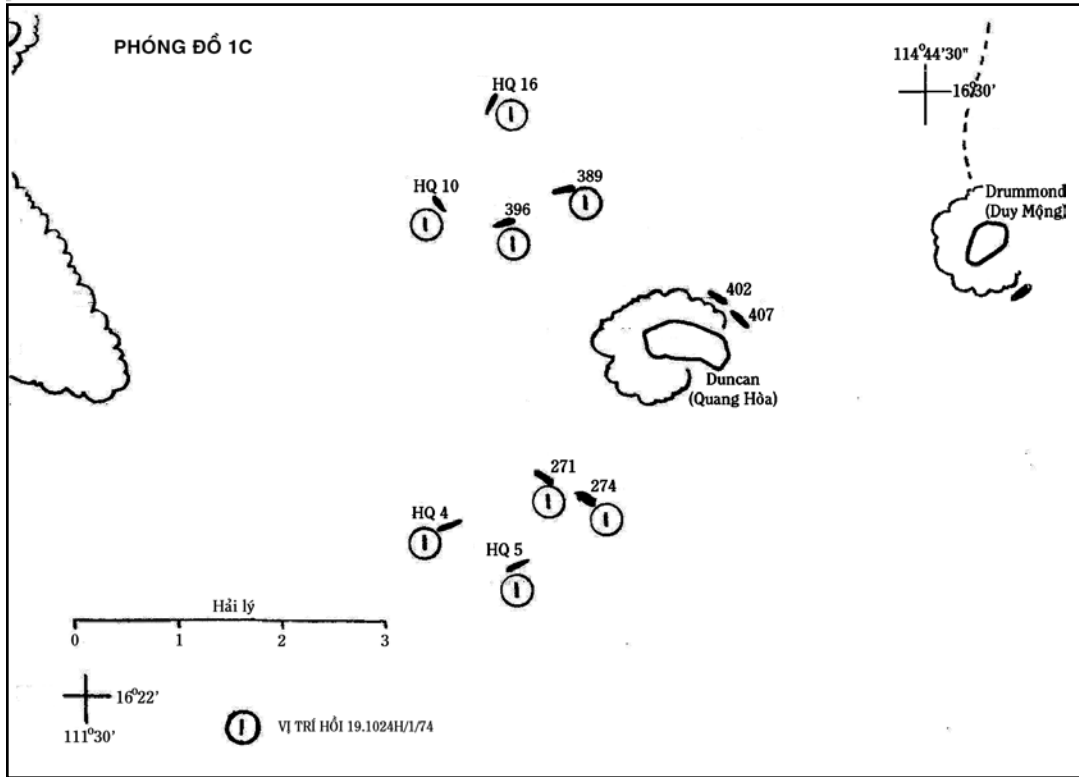 PHÓNG ĐỒ 1C
HQ 16
114°44'30"
16°30'
389
HQ 10
396
Drummond
(Duy Mộng)
402
407
Duncan
(Quang Hòa)
271
274
HQ 4
HQ 5
Hải lý
0 1 2 3
16°22'
111°30'
I VỊ TRÍ HỒI 19.1024H/1/74
I
I
I
I
I
I
I
I